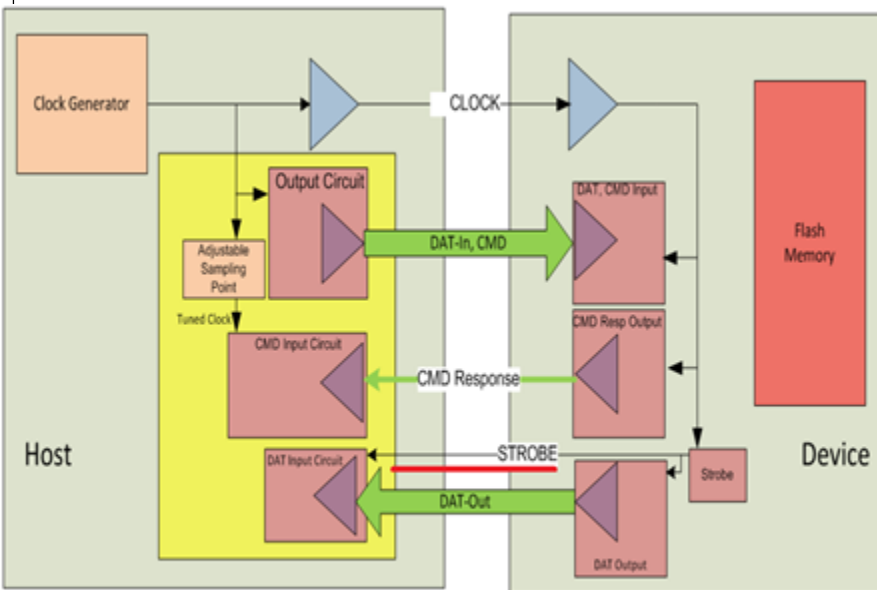 Clock Generator
CLOCK
Output Circuit
DAT, CMD Input
Adjustable
Sampling
Point
DAT-In, CMD
Flash
Memory
Tuned Clock
CMD Input Circuit
CMD Resp Output
CMD Response
Host
DAT Input Circuit
STROBE
Device
Strobe
DAT-Out
DAT Output